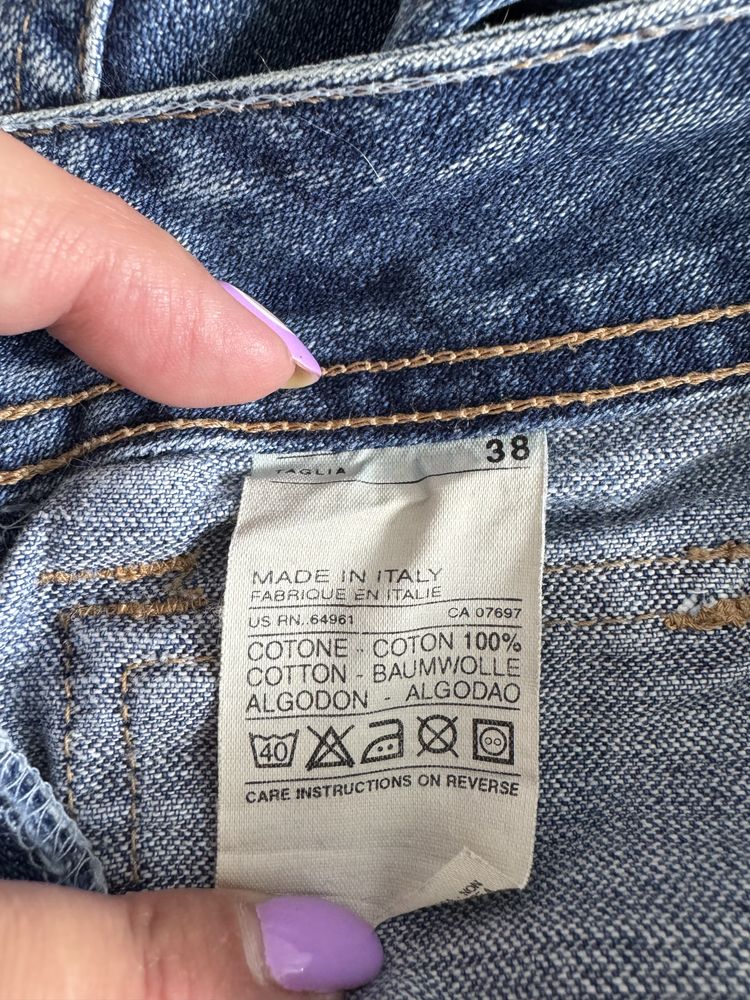 TAGLIA 38
MADE IN ITALY
FABRIQUE EN ITALIE
US RN. 64961 CA 07697
COTONE - COTON 100%
COTTON - BAUMWOLLE
ALGODON - ALGODAO
40
CARE INSTRUCTIONS ON REVERSE
NON